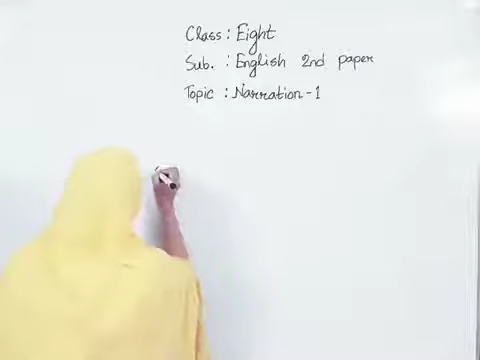 Class : Eight
Sub. : English 2nd paper
Topic : Narration-1